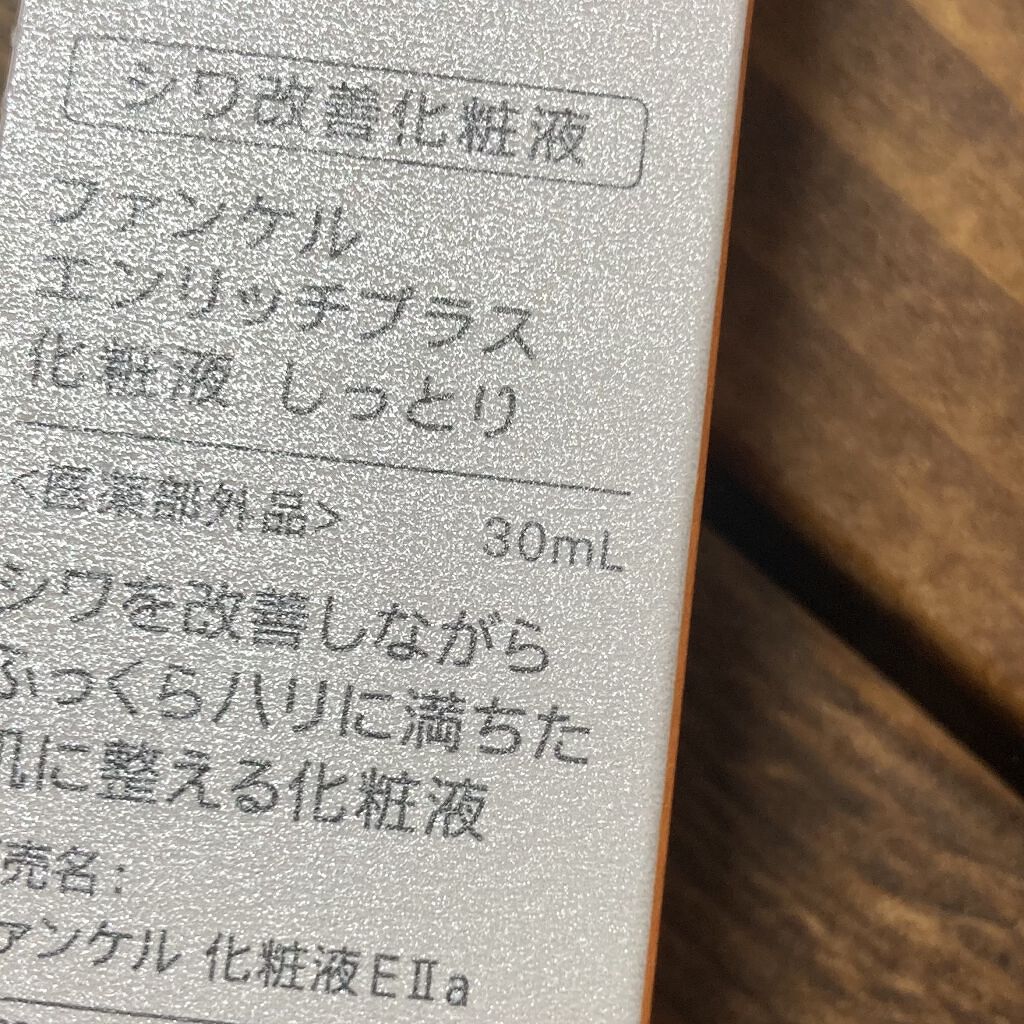 シワ改善化粧液
ファンケル
エンリッチプラス
化粧液 しっとり
<医薬部外品> 30mL
シワを改善しながら
ふっくらハリに満ちた
肌に整える化粧液
売名:
ァンケル 化粧液EⅡa